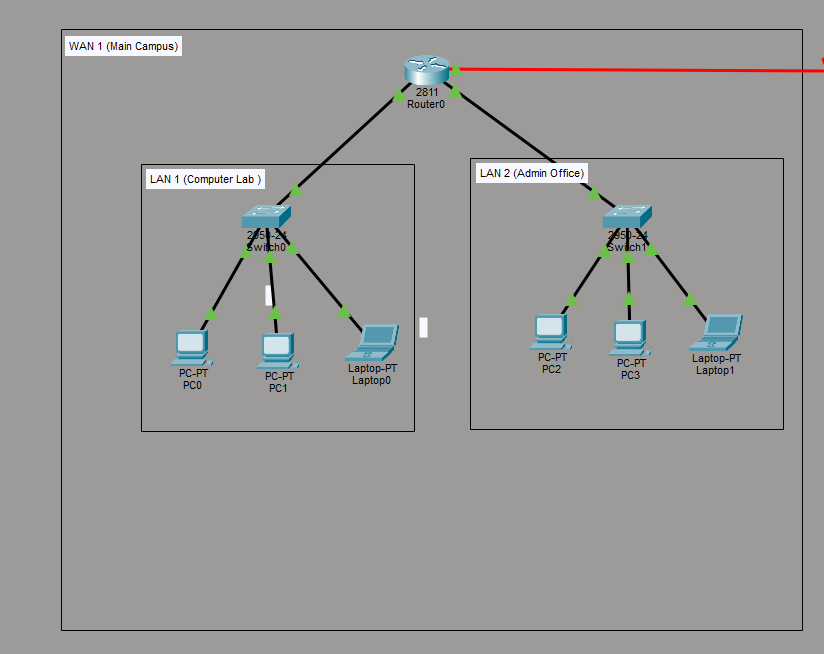 WAN 1 (Main Campus)
2811
Router0
LAN 1 (Computer Lab )
LAN 2 (Admin Office)
2950-24
Switch0
2950-24
Switch1
PC-PT
PC0
PC-PT
PC1
Laptop-PT
Laptop0
PC-PT
PC2
PC-PT
PC3
Laptop-PT
Laptop1